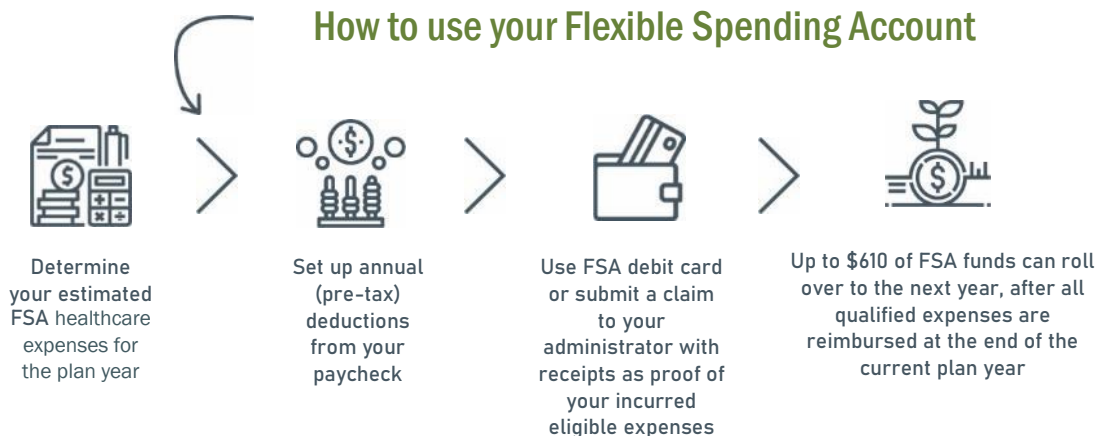 How to use your Flexible Spending Account
Determine
your estimated
FSA healthcare
expenses for
the plan year
Set up annual
(pre-tax)
deductions
from your
paycheck
Use FSA debit card
or submit a claim
to your
administrator with
receipts as proof of
your incurred
eligible expenses
Up to $610 of FSA funds can roll
over to the next year, after all
qualified expenses are
reimbursed at the end of the
current plan year